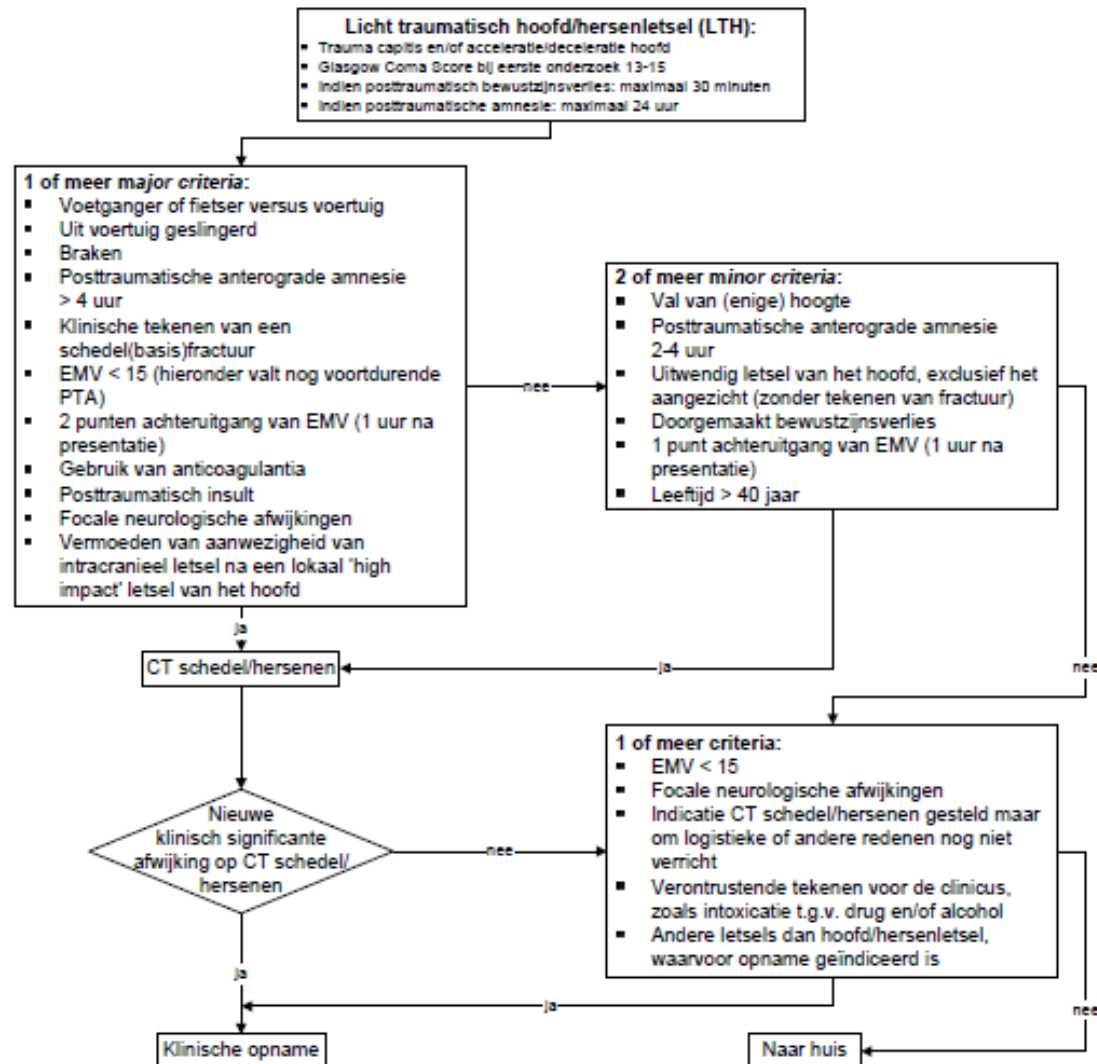 Licht traumatisch hoofd/hersenletsel (LTH):
▪ Trauma capitis en/of acceleratie/deceleratie hoofd
▪ Glasgow Coma Score bij eerste onderzoek 13-15
▪ Indien posttraumatisch bewustzijnsverlies: maximaal 30 minuten
▪ Indien posttraumatische amnesie: maximaal 24 uur
1 of meer major criteria:
▪ Voetganger of fietser versus voertuig
▪ Uit voertuig geslingerd
▪ Braken
▪ Posttraumatische anterograde amnesie
> 4 uur
▪ Klinische tekenen van een
schedel(basis)fractuur
▪ EMV < 15 (hieronder valt nog voortdurende
PTA)
▪ 2 punten achteruitgang van EMV (1 uur na
presentatie)
▪ Gebruik van anticoagulantia
▪ Posttraumatisch insult
▪ Focale neurologische afwijkingen
▪ Vermoeden van aanwezigheid van
intracranieel letsel na een lokaal 'high
impact' letsel van het hoofd
nee
2 of meer minor criteria:
▪ Val van (enige) hoogte
▪ Posttraumatische anterograde amnesie
2-4 uur
▪ Uitwendig letsel van het hoofd, exclusief het
aangezicht (zonder tekenen van fractuur)
▪ Doorgemaakt bewustzijnsverlies
▪ 1 punt achteruitgang van EMV (1 uur na
presentatie)
▪ Leeftijd > 40 jaar
ja
CT schedel/hersenen
ja
nee
Nieuwe
klinisch significante
afwijking op CT schedel/
hersenen
nee
1 of meer criteria:
▪ EMV < 15
▪ Focale neurologische afwijkingen
▪ Indicatie CT schedel/hersenen gesteld maar
om logistieke of andere redenen nog niet
verricht
▪ Verontrustende tekenen voor de clinicus,
zoals intoxicatie t.g.v. drug en/of alcohol
▪ Andere letsels dan hoofd/hersenletsel,
waarvoor opname geïndiceerd is
ja
ja
nee
Klinische opname
Naar huis